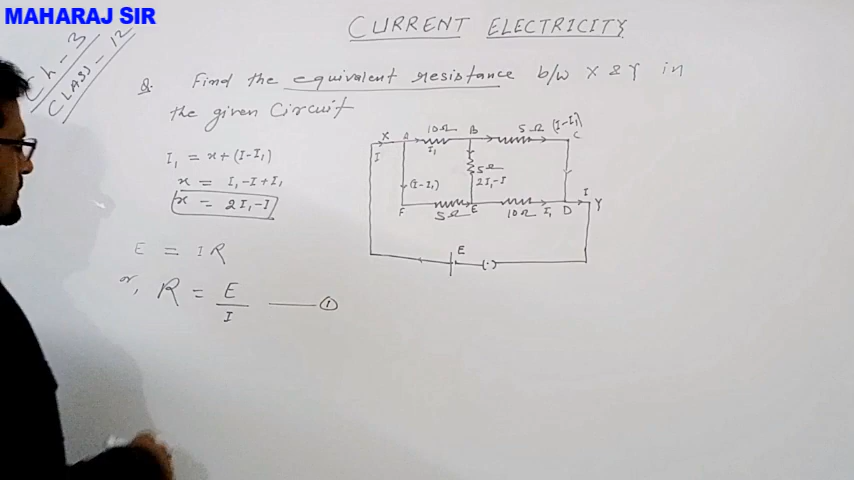 MAHARAJ SIR
CURRENT ELECTRICITY
Ch-3
CLASS-12
Q. Find the equivalent resistance b/w X & Y in
the given Circuit
I₁ = x+(I-I₁)
x = I₁-I+I₁
x = 2I₁-I
E = IR
or, R = E/I ——— ①
X A 10Ω B 5Ω (I-I₁)
I I₁ C
5Ω
(I-I₁) 2I₁-I
I
F 5Ω E 10Ω I₁ D Y
E
(·)